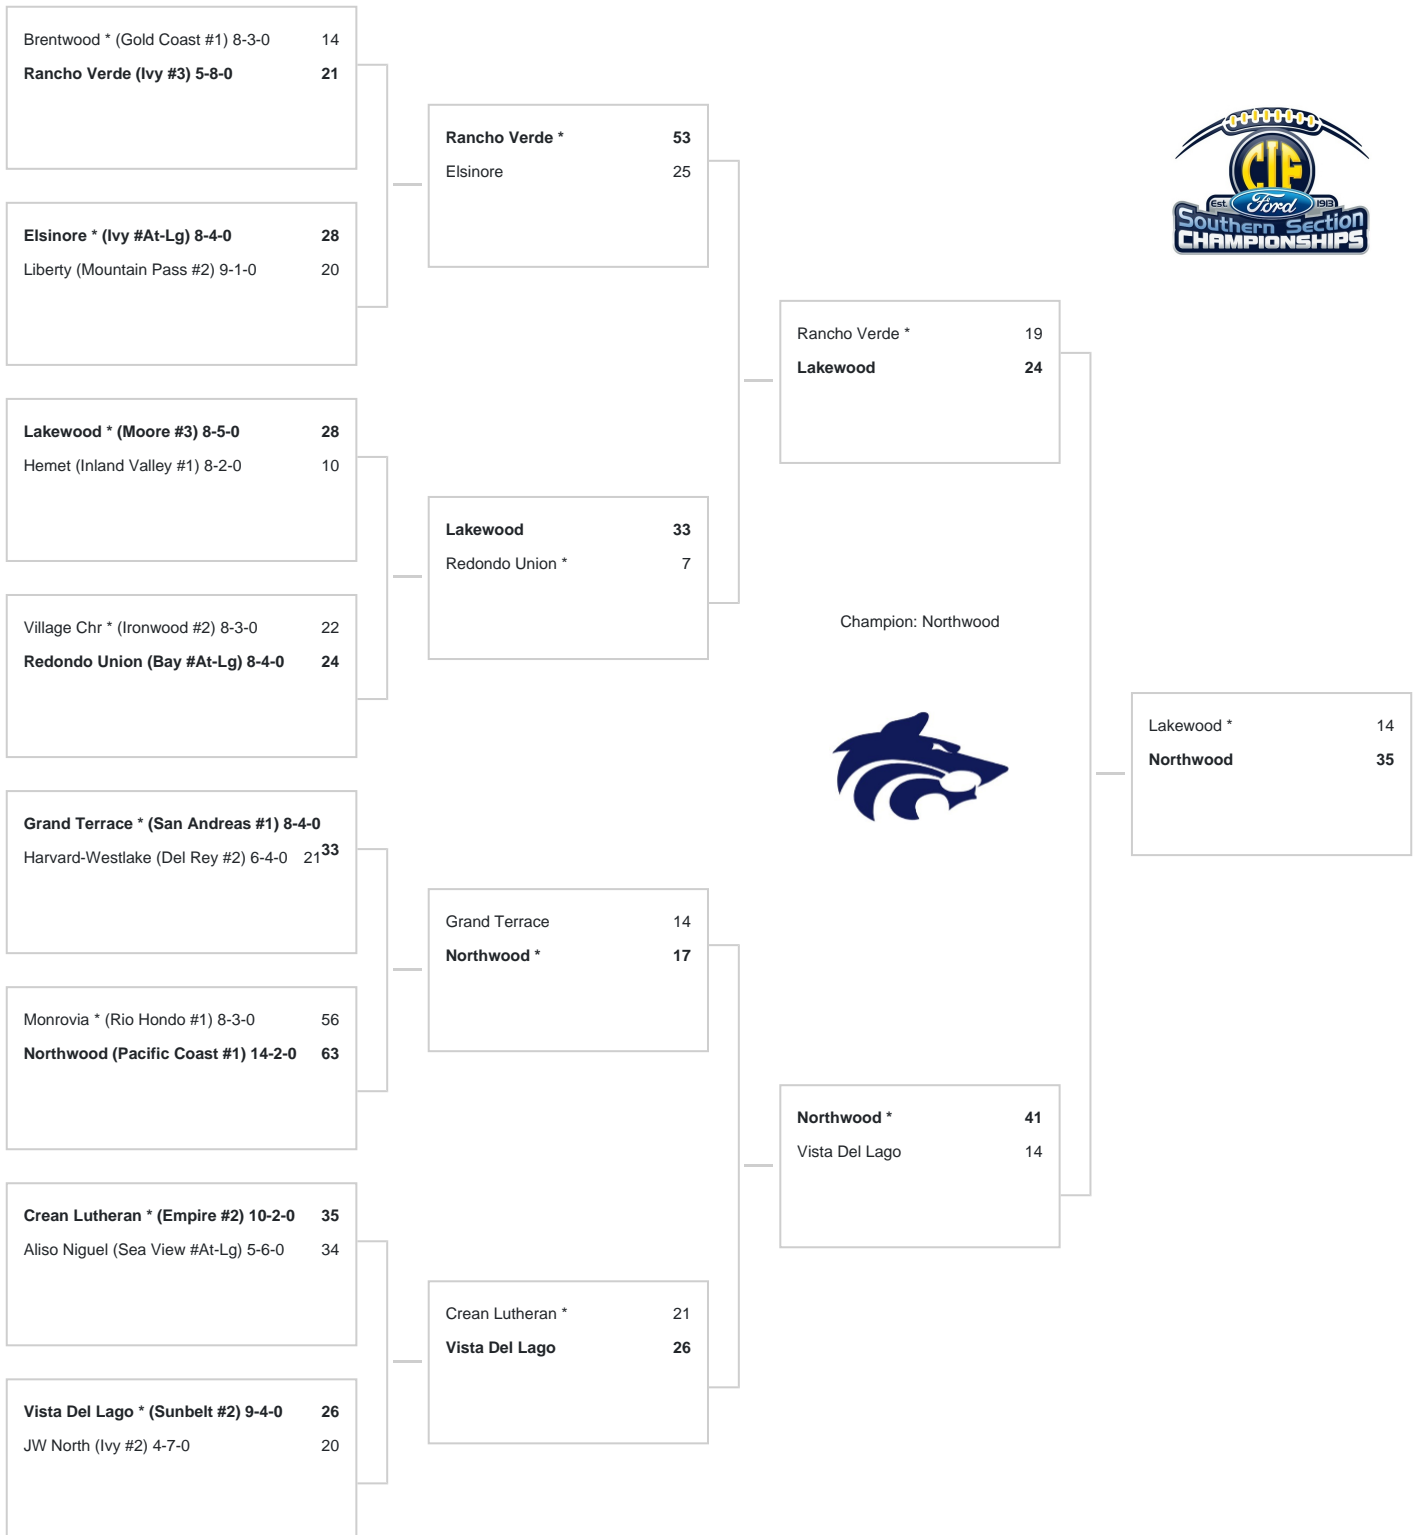 Brentwood * (Gold Coast #1) 8-3-0 14
Rancho Verde (Ivy #3) 5-8-0 21
Elsinore * (Ivy #At-Lg) 8-4-0 28
Liberty (Mountain Pass #2) 9-1-0 20
Lakewood * (Moore #3) 8-5-0 28
Hemet (Inland Valley #1) 8-2-0 10
Village Chr * (Ironwood #2) 8-3-0 22
Redondo Union (Bay #At-Lg) 8-4-0 24
Grand Terrace * (San Andreas #1) 8-4-0 33
Harvard-Westlake (Del Rey #2) 6-4-0 21
Monrovia * (Rio Hondo #1) 8-3-0 56
Northwood (Pacific Coast #1) 14-2-0 63
Crean Lutheran * (Empire #2) 10-2-0 35
Aliso Niguel (Sea View #At-Lg) 5-6-0 34
Vista Del Lago * (Sunbelt #2) 9-4-0 26
JW North (Ivy #2) 4-7-0 20
Rancho Verde * 53
Elsinore 25
Lakewood 33
Redondo Union * 7
Grand Terrace 14
Northwood * 17
Crean Lutheran * 21
Vista Del Lago 26
Rancho Verde * 19
Lakewood 24
Northwood * 41
Vista Del Lago 14
Champion: Northwood
Lakewood * 14
Northwood 35
CIF
Est. Ford 1913
Southern Section
CHAMPIONSHIPS